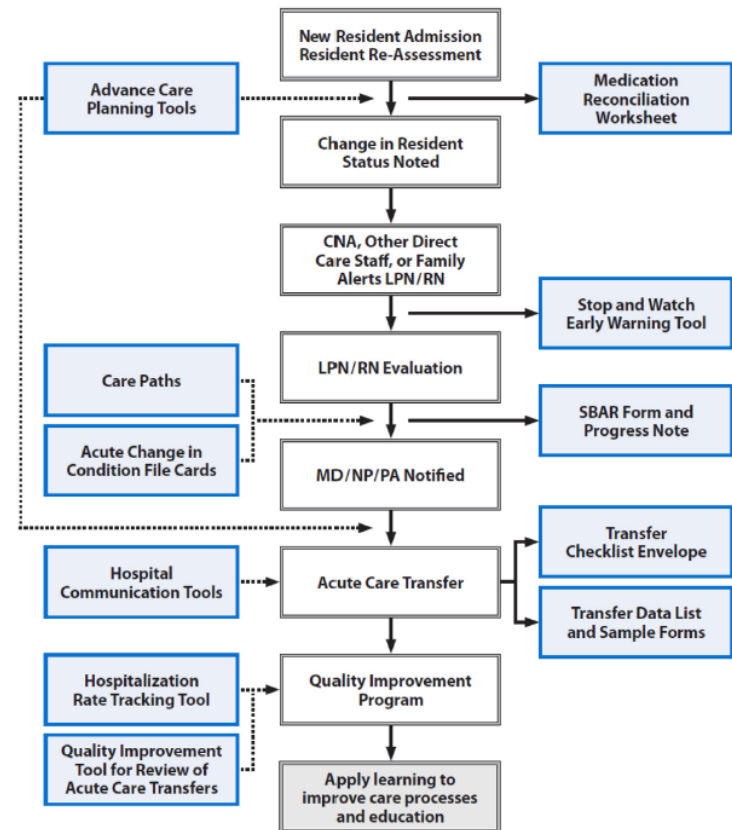 New Resident Admission
Resident Re-Assessment
Advance Care
Planning Tools
Medication
Reconciliation
Worksheet
Change in Resident
Status Noted
CNA, Other Direct
Care Staff, or Family
Alerts LPN/RN
Stop and Watch
Early Warning Tool
LPN/RN Evaluation
Care Paths
SBAR Form and
Progress Note
Acute Change in
Condition File Cards
MD/NP/PA Notified
Transfer
Checklist Envelope
Hospital
Communication Tools
Acute Care Transfer
Transfer Data List
and Sample Forms
Hospitalization
Rate Tracking Tool
Quality Improvement
Program
Quality Improvement
Tool for Review of
Acute Care Transfers
Apply learning to
improve care processes
and education